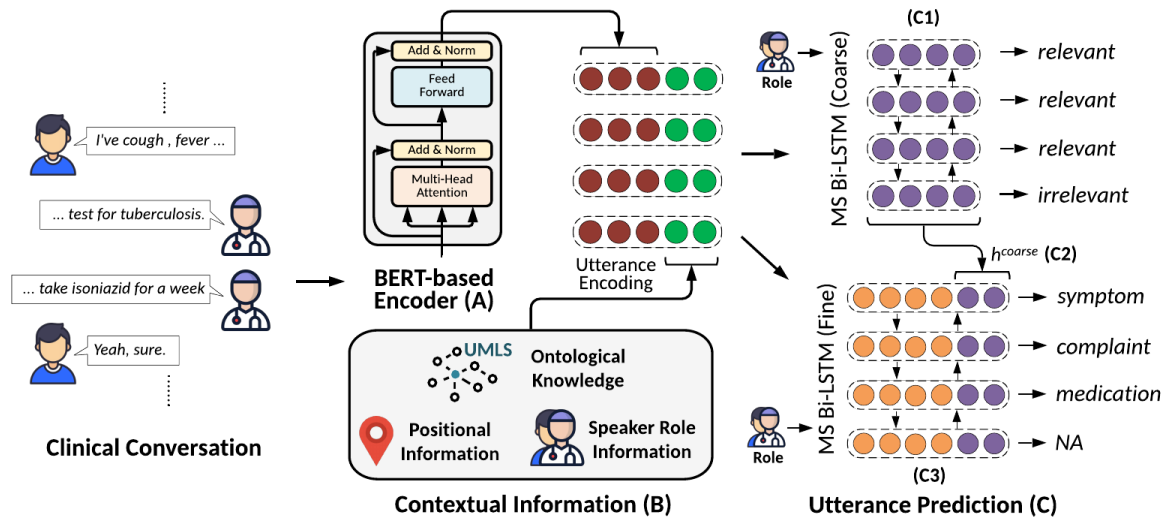 I've cough , fever ...
... test for tuberculosis.
... take isoniazid for a week
Yeah, sure.
Clinical Conversation
Add & Norm
Feed
Forward
Add & Norm
Multi-Head
Attention
BERT-based
Encoder (A)
Utterance
Encoding
UMLS
Ontological
Knowledge
Positional
Information
Speaker Role
Information
Contextual Information (B)
Role
MS Bi-LSTM (Coarse)
(C1)
relevant
relevant
relevant
irrelevant
hcoarse (C2)
Role
MS Bi-LSTM (Fine)
symptom
complaint
medication
NA
(C3)
Utterance Prediction (C)